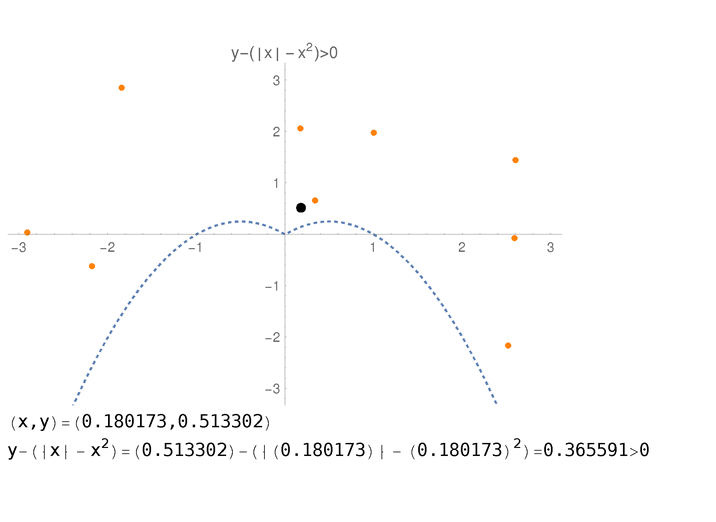 y−(|x|−x²)>0
3
2
1
−3 −2 −1 1 2 3
−1
−2
−3
(x,y)=(0.180173,0.513302)
y−(|x|−x²)=(0.513302)−(|(0.180173)|−(0.180173)²)=0.365591>0